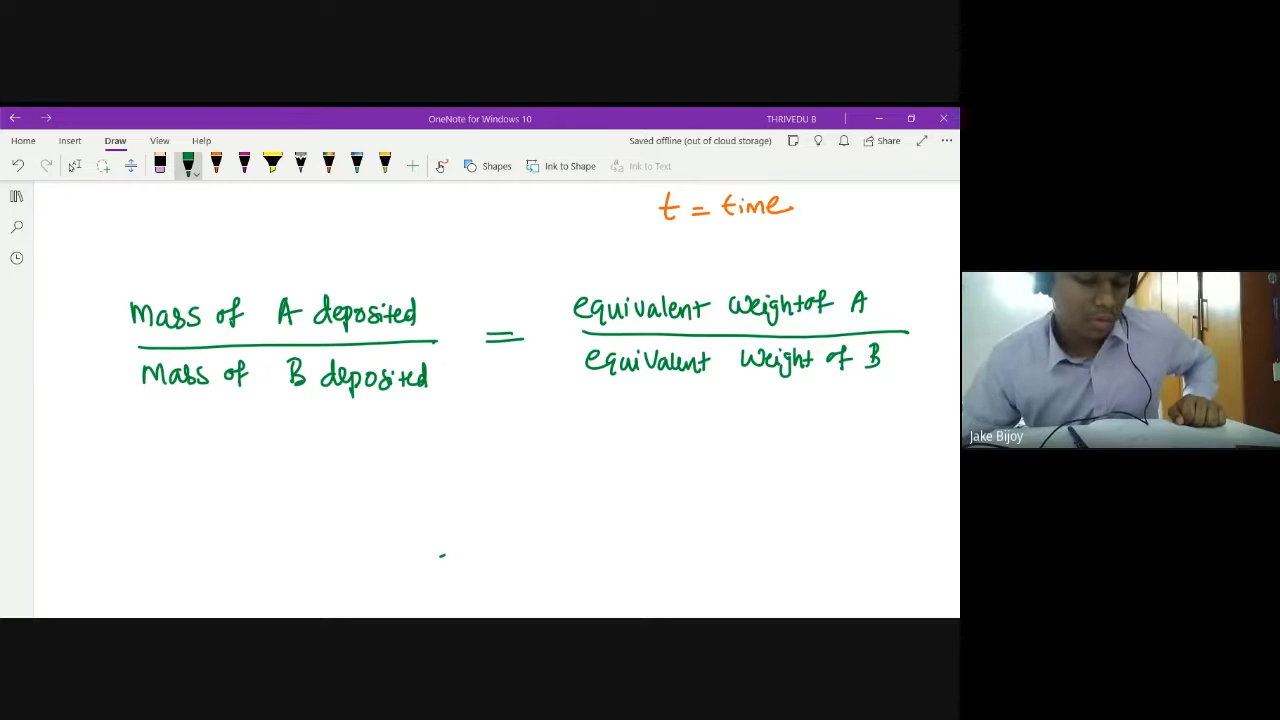 OneNote for Windows 10
THRIVEDU B
Home Insert Draw View Help
Saved offline (out of cloud storage)
Share
Shapes
Ink to Shape
Ink to Text
t = time
Mass of A deposited
Mass of B deposited
=
equivalent weight of A
equivalent weight of B
Jake Bijoy